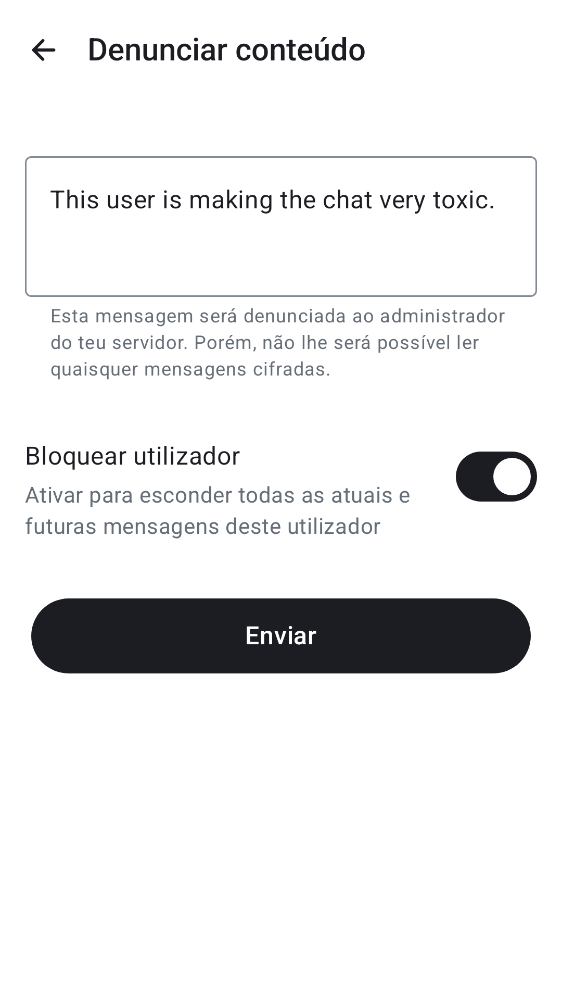 Denunciar conteúdo
This user is making the chat very toxic.
Esta mensagem será denunciada ao administrador
do teu servidor. Porém, não lhe será possível ler
quaisquer mensagens cifradas.
Bloquear utilizador
Ativar para esconder todas as atuais e
futuras mensagens deste utilizador
Enviar